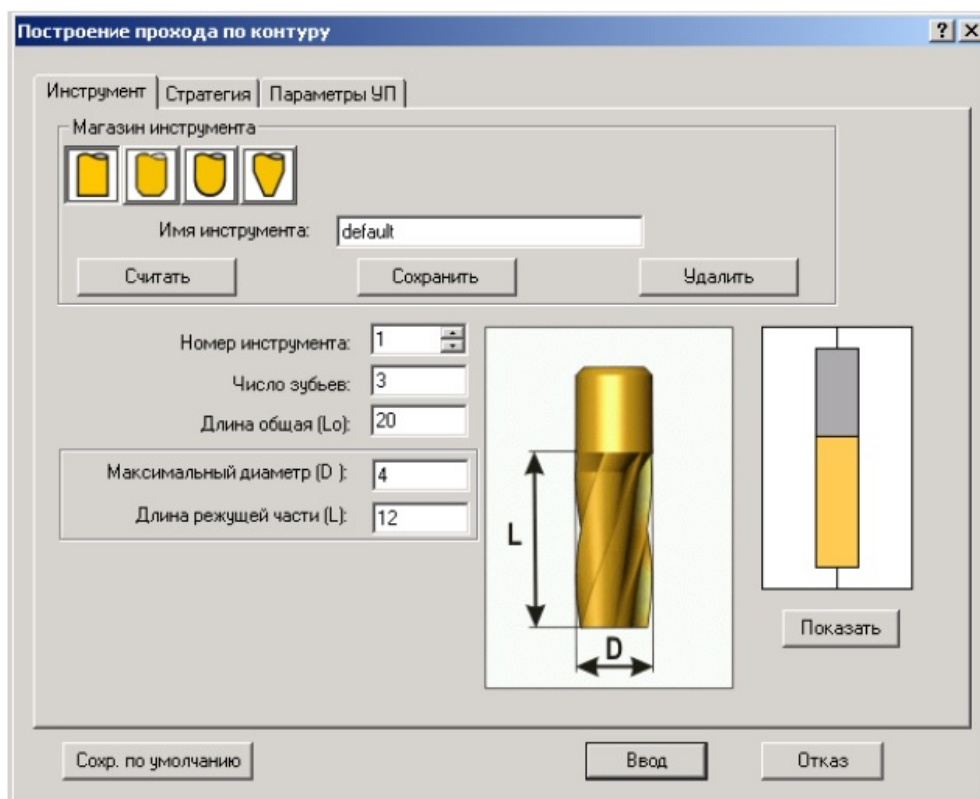 Построение прохода по контуру
Инструмент Стратегия Параметры УП
Магазин инструмента
Имя инструмента: default
Считать Сохранить Удалить
Номер инструмента: 1
Число зубьев: 3
Длина общая (Lo): 20
Максимальный диаметр (D ): 4
Длина режущей части (L): 12
L
D
Показать
Сохр. по умолчанию Ввод Отказ